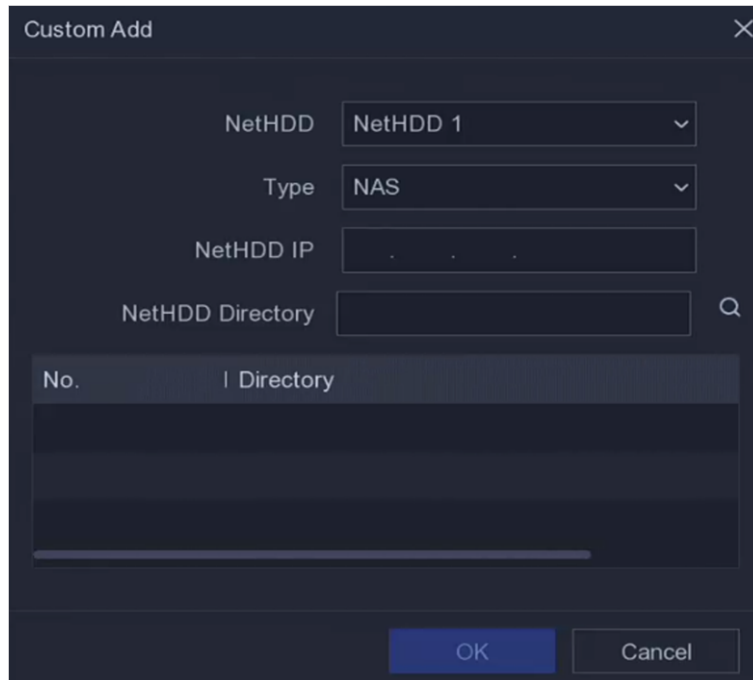 Custom Add
NetHDD NetHDD 1
Type NAS
NetHDD IP . . .
NetHDD Directory
No. Directory
OK Cancel